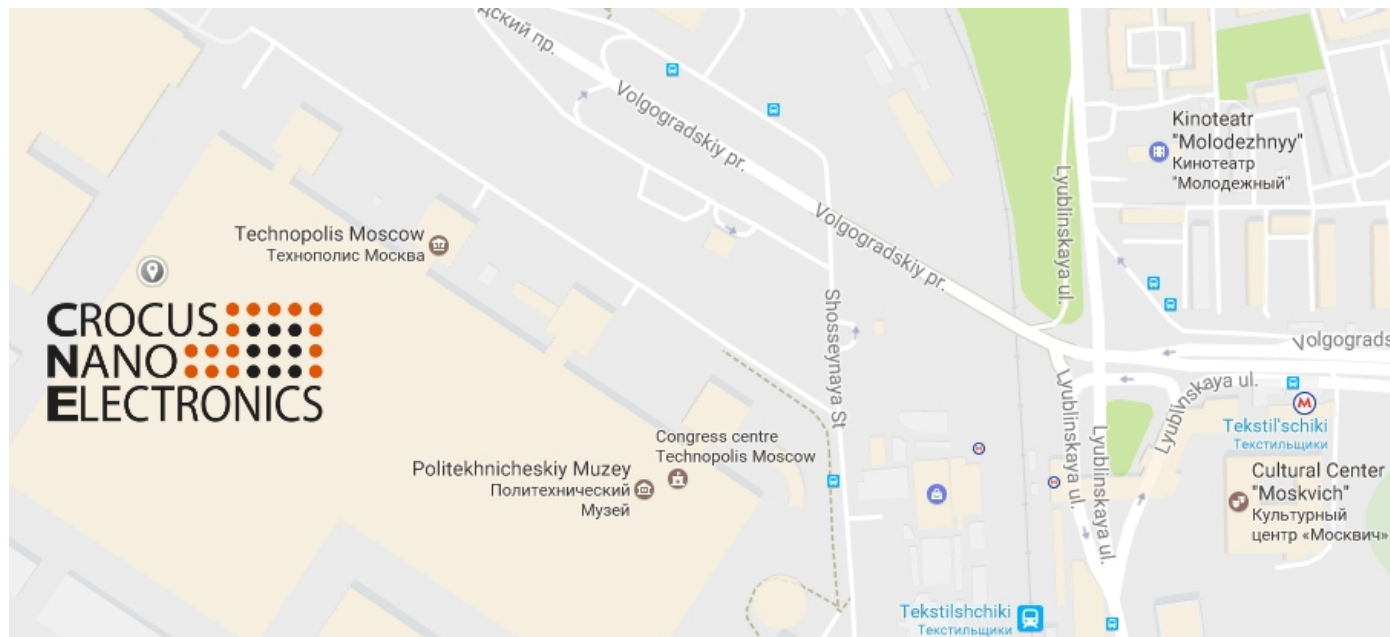 дский пр.
Volgogradskiy pr.
Volgogradskiy pr.
Kinoteatr
"Molodezhnyy"
Кинотеатр
"Молодежный"
Lyublinskaya ul.
Technopolis Moscow
Технополис Москва
CROCUS
NANO
ELECTRONICS
Shosseynaya St
Volgograds
Lyublinskaya ul.
Lyublinskaya ul.
Lyublinskaya ul.
M
Tekstil'schiki
Текстильщики
Congress centre
Technopolis Moscow
Politekhnicheskiy Muzey
Политехнический
Музей
Cultural Center
"Moskvich"
Культурный
центр «Москвич»
Tekstilshchiki
Текстильщики